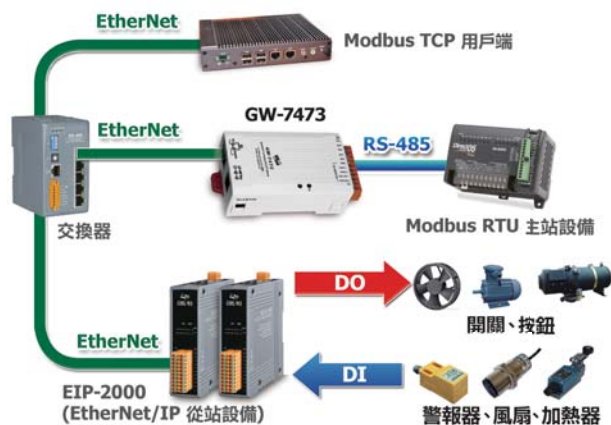 EtherNet
Modbus TCP 用戶端
GW-7473
EtherNet
RS-485
交換器
Modbus RTU 主站設備
DO
開關、按鈕
EtherNet
DI
EIP-2000
(EtherNet/IP 從站設備)
警報器、風扇、加熱器